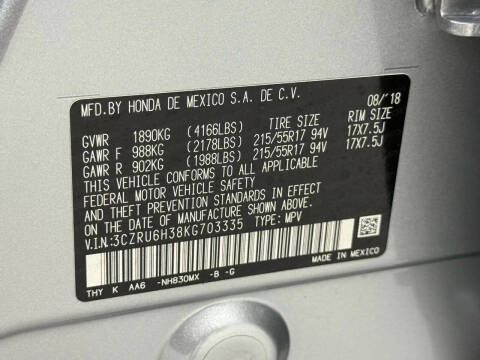 MFD.BY HONDA DE MEXICO S.A. DE C.V. 08/'18
TIRE SIZE RIM SIZE
GVWR 1890KG (4166LBS)
GAWR F 988KG (2178LBS) 215/55R17 94V 17X7.5J
GAWR R 902KG (1988LBS) 215/55R17 94V 17X7.5J
THIS VEHICLE CONFORMS TO ALL APPLICABLE
FEDERAL MOTOR VEHICLE SAFETY
AND THEFT PREVENTION STANDARDS IN EFFECT
ON THE DATE OF MANUFACTURE SHOWN ABOVE.
V.I.N:3CZRU6H38KG703335 TYPE: MPV
THY K AA6 -NH830MX -B -G MADE IN MEXICO